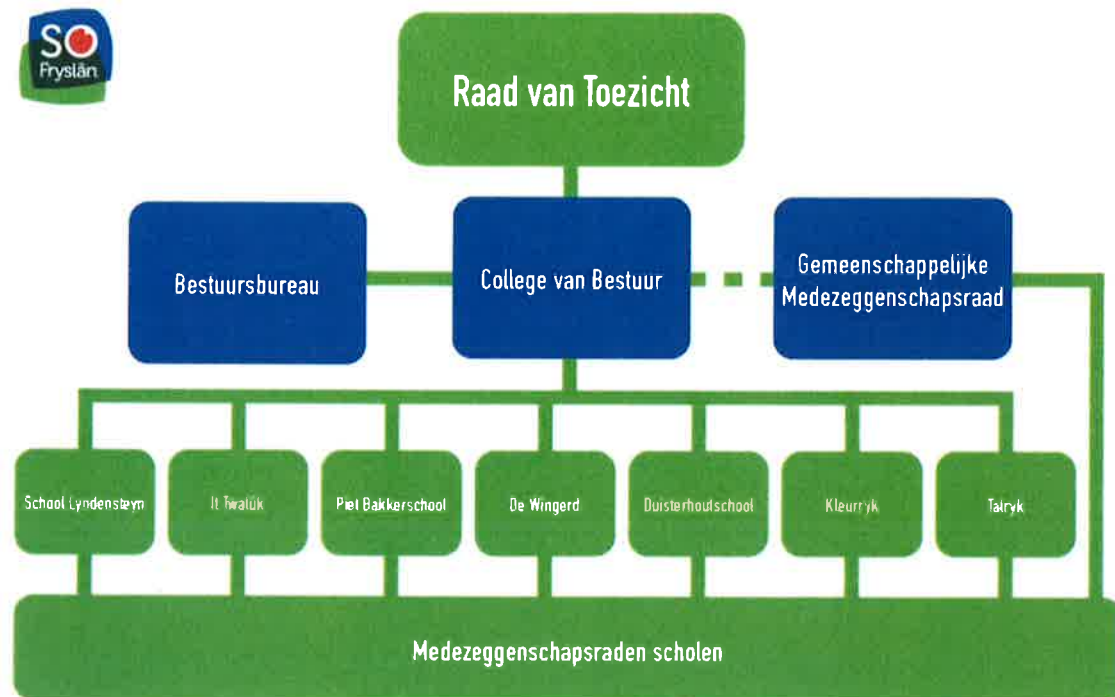 SO
Fryslân
Raad van Toezicht
Bestuursbureau
College van Bestuur
Gemeenschappelijke
Medezeggenschapsraad
School Lyndensteyn
It Twalûk
Piet Bakkerschool
De Wingerd
Duisterhoutschool
Kleurryk
Talryk
Medezeggenschapsraden scholen